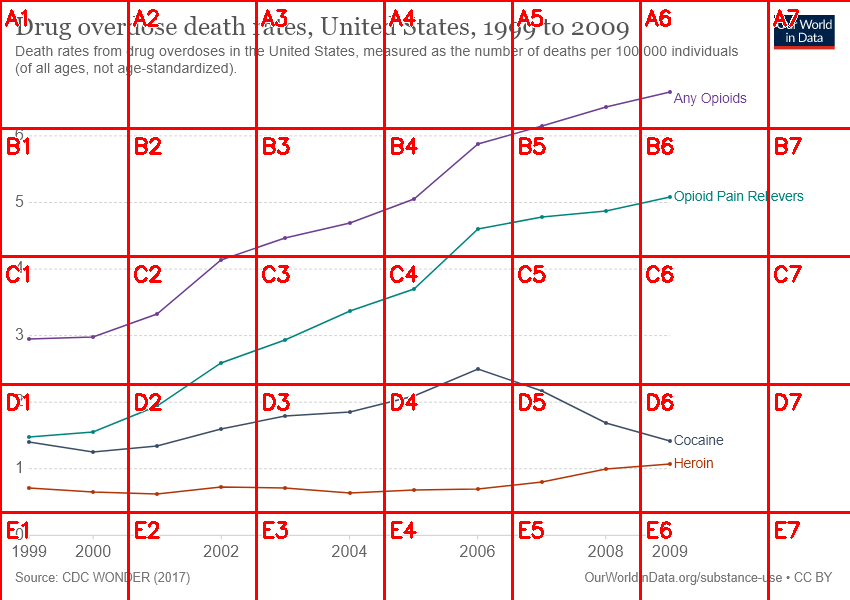 Drug overdose death rates, United States, 1999 to 2009
Our World
in Data
Death rates from drug overdoses in the United States, measured as the number of deaths per 100,000 individuals
(of all ages, not age-standardized).
A1 A2 A3 A4 A5 A6 A7
Any Opioids
6
B1 B2 B3 B4 B5 B6 B7
5
Opioid Pain Relievers
4
C1 C2 C3 C4 C5 C6 C7
3
2
D1 D2 D3 D4 D5 D6 D7
Cocaine
1
Heroin
0
E1 E2 E3 E4 E5 E6 E7
1999 2000 2002 2004 2006 2008 2009
Source: CDC WONDER (2017)
OurWorldInData.org/substance-use • CC BY